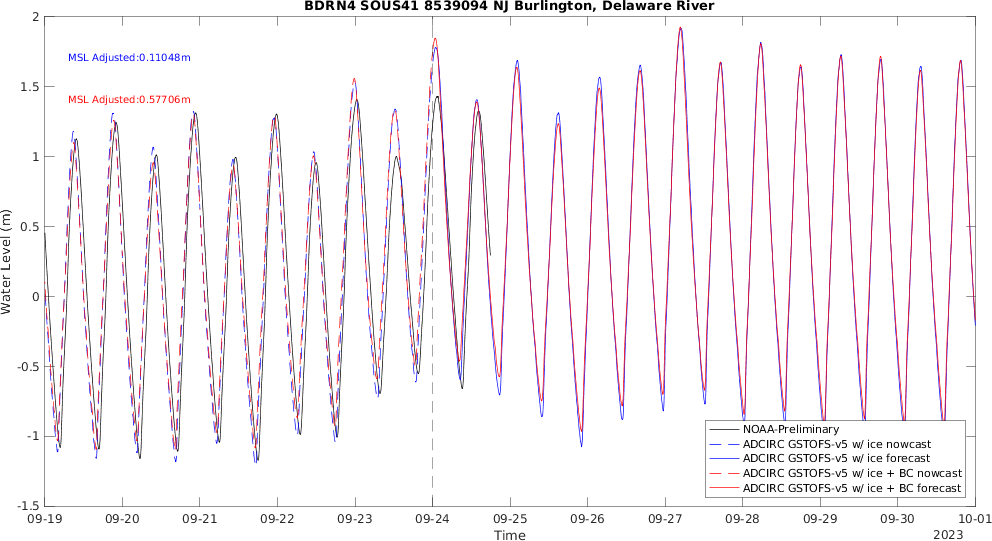 BDRN4 SOUS41 8539094 NJ Burlington, Delaware River
2
MSL Adjusted:0.11048m
1.5
MSL Adjusted:0.57706m
1
0.5
Water Level (m)
0
-0.5
-1
-1.5
NOAA-Preliminary
ADCIRC GSTOFS-v5 w/ ice nowcast
ADCIRC GSTOFS-v5 w/ ice forecast
ADCIRC GSTOFS-v5 w/ ice + BC nowcast
ADCIRC GSTOFS-v5 w/ ice + BC forecast
09-19 09-20 09-21 09-22 09-23 09-24 09-25 09-26 09-27 09-28 09-29 09-30 10-01
Time
2023